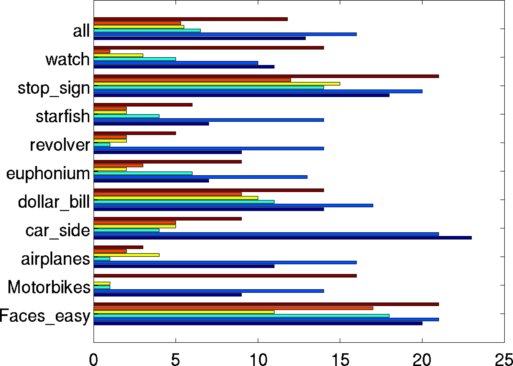 all
watch
stop_sign
starfish
revolver
euphonium
dollar_bill
car_side
airplanes
Motorbikes
Faces_easy
0 5 10 15 20 25